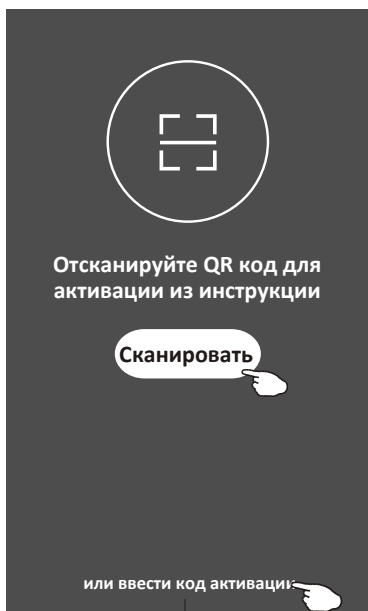 Отсканируйте QR код для
активации из инструкции
Сканировать
или ввести код активации